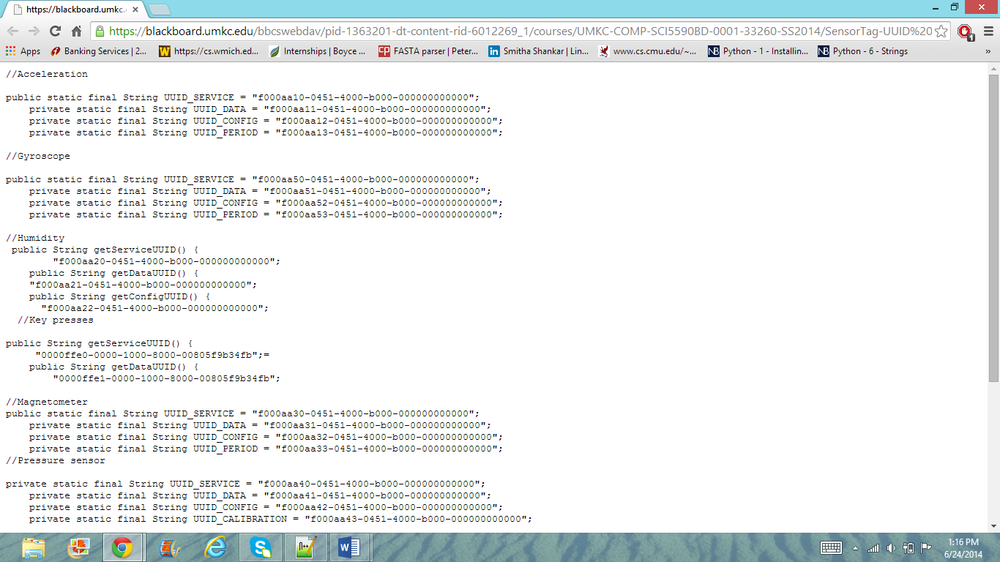 https://blackboard.umkc.
https://blackboard.umkc.edu/bbcswebdav/pid-1363201-dt-content-rid-6012269_1/courses/UMKC-COMP-SCI5590BD-0001-33260-SS2014/SensorTag-UUID%20
1
Apps Banking Services | 2... https://cs.wmich.ed... Internships | Boyce ... FASTA parser | Peter... Smitha Shankar | Lin... www.cs.cmu.edu/~... Python - 1 - Installin... Python - 6 - Strings »
//Acceleration
public static final String UUID_SERVICE = "f000aa10-0451-4000-b000-000000000000";
private static final String UUID_DATA = "f000aa11-0451-4000-b000-000000000000";
private static final String UUID_CONFIG = "f000aa12-0451-4000-b000-000000000000";
private static final String UUID_PERIOD = "f000aa13-0451-4000-b000-000000000000";
//Gyroscope
public static final String UUID_SERVICE = "f000aa50-0451-4000-b000-000000000000";
private static final String UUID_DATA = "f000aa51-0451-4000-b000-000000000000";
private static final String UUID_CONFIG = "f000aa52-0451-4000-b000-000000000000";
private static final String UUID_PERIOD = "f000aa53-0451-4000-b000-000000000000";
//Humidity
public String getServiceUUID() {
"f000aa20-0451-4000-b000-000000000000";
public String getDataUUID() {
"f000aa21-0451-4000-b000-000000000000";
public String getConfigUUID() {
"f000aa22-0451-4000-b000-000000000000";
//Key presses
public String getServiceUUID() {
"0000ffe0-0000-1000-8000-00805f9b34fb";=
public String getDataUUID() {
"0000ffe1-0000-1000-8000-00805f9b34fb";
//Magnetometer
public static final String UUID_SERVICE = "f000aa30-0451-4000-b000-000000000000";
private static final String UUID_DATA = "f000aa31-0451-4000-b000-000000000000";
private static final String UUID_CONFIG = "f000aa32-0451-4000-b000-000000000000";
private static final String UUID_PERIOD = "f000aa33-0451-4000-b000-000000000000";
//Pressure sensor
private static final String UUID_SERVICE = "f000aa40-0451-4000-b000-000000000000";
private static final String UUID_DATA = "f000aa41-0451-4000-b000-000000000000";
private static final String UUID_CONFIG = "f000aa42-0451-4000-b000-000000000000";
private static final String UUID_CALIBRATION = "f000aa43-0451-4000-b000-000000000000";
1:16 PM
6/24/2014